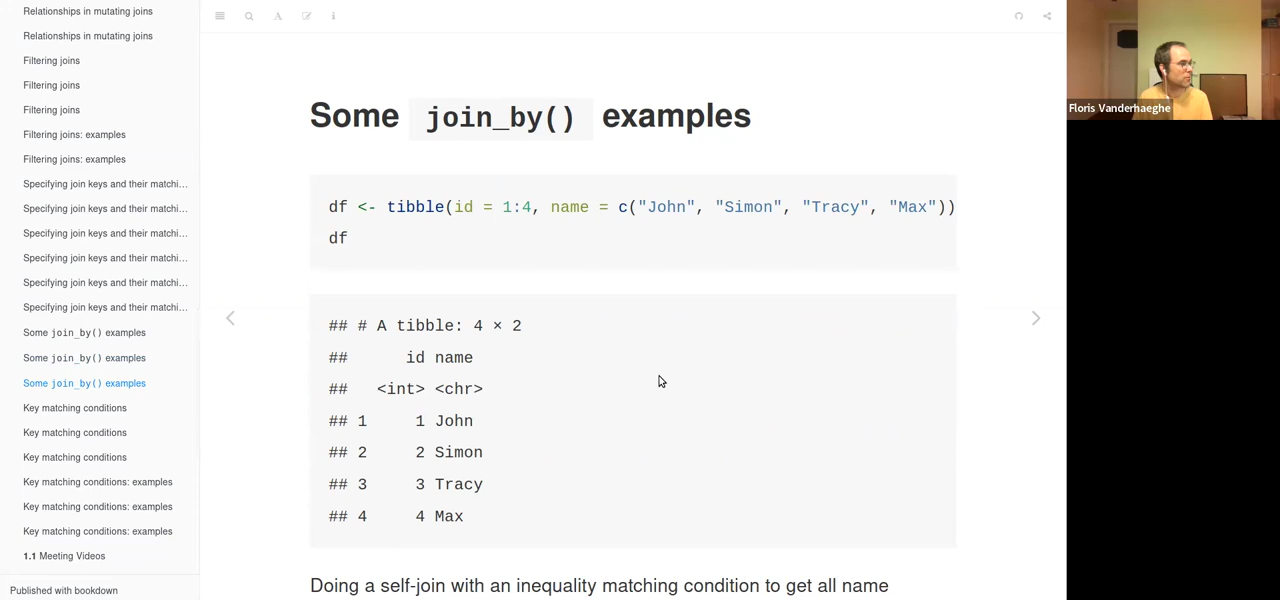 Relationships in mutating joins
Relationships in mutating joins
Filtering joins
Filtering joins
Filtering joins
Filtering joins: examples
Filtering joins: examples
Specifying join keys and their matchi...
Specifying join keys and their matchi...
Specifying join keys and their matchi...
Specifying join keys and their matchi...
Specifying join keys and their matchi...
Specifying join keys and their matchi...
Some join_by() examples
Some join_by() examples
Some join_by() examples
Key matching conditions
Key matching conditions
Key matching conditions
Key matching conditions: examples
Key matching conditions: examples
Key matching conditions: examples
1.1 Meeting Videos
Published with bookdown
Some join_by() examples
df <- tibble(id = 1:4, name = c("John", "Simon", "Tracy", "Max"))
df
## # A tibble: 4 × 2
##      id name
##   <int> <chr>
## 1     1 John
## 2     2 Simon
## 3     3 Tracy
## 4     4 Max
Doing a self-join with an inequality matching condition to get all name
Floris Vanderhaeghe